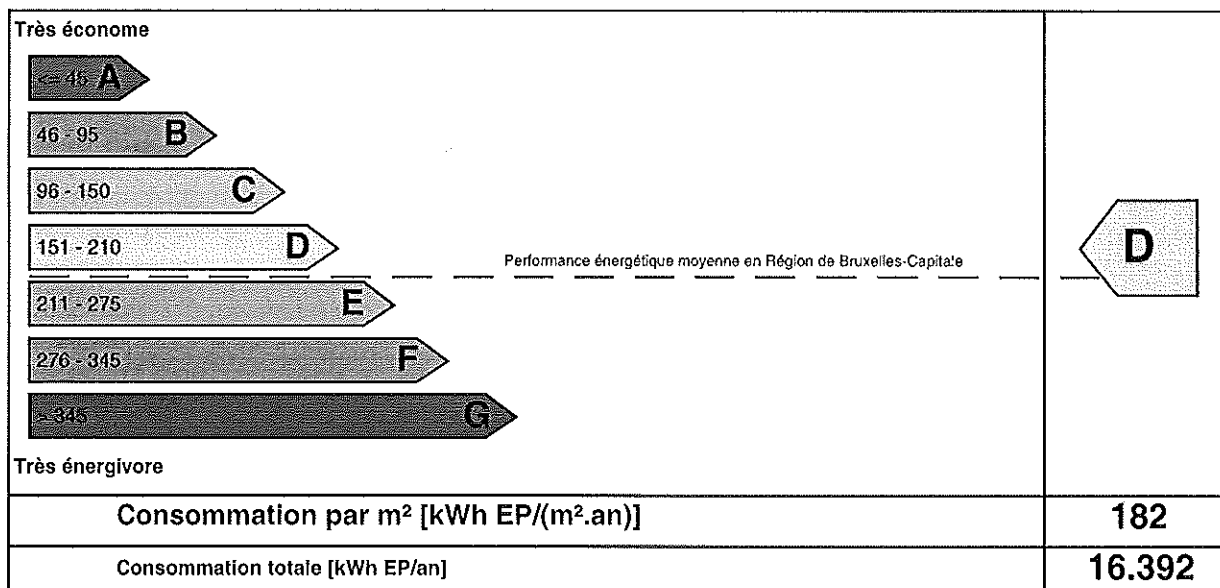 Très économe
<= 45 A
46 - 95 B
96 - 150 C
151 - 210 D
Performance énergétique moyenne en Région de Bruxelles-Capitale
D
211 - 275 E
276 - 345 F
> 345 G
Très énergivore
Consommation par m² [kWh EP/(m².an)] 182
Consommation totale [kWh EP/an] 16.392